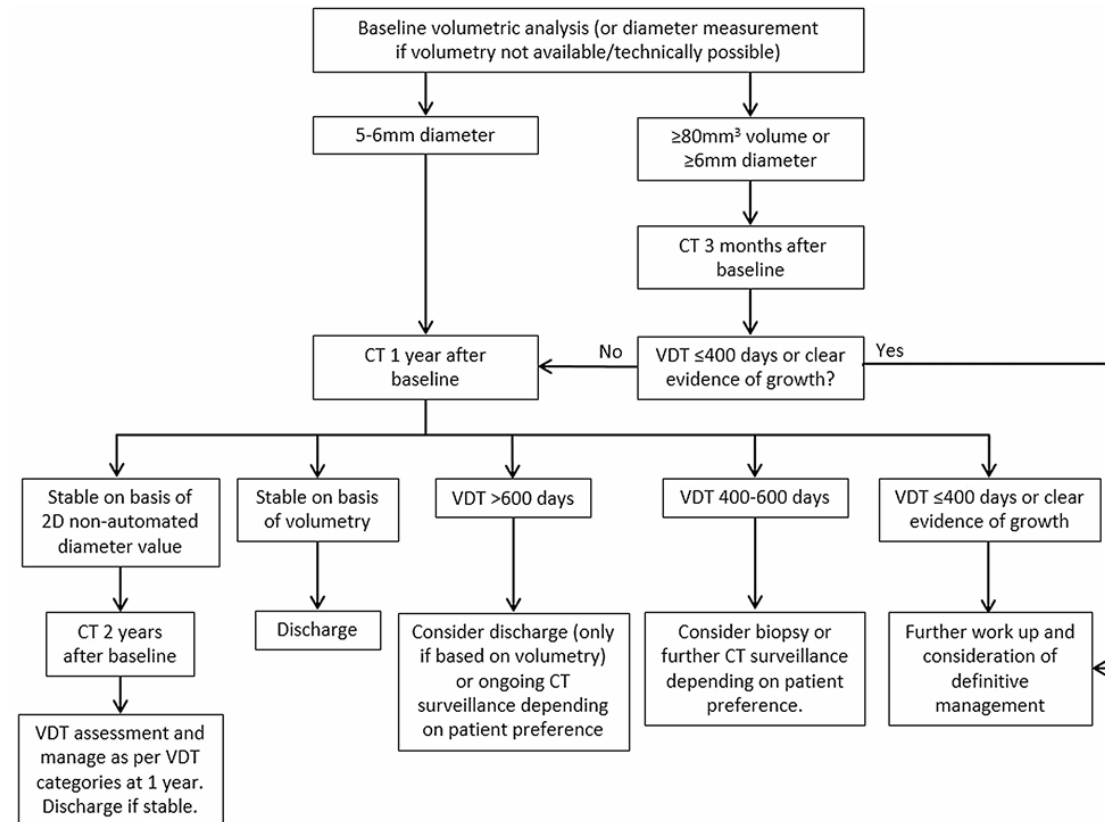 Baseline volumetric analysis (or diameter measurement
if volumetry not available/technically possible)
5-6mm diameter
≥80mm³ volume or
≥6mm diameter
CT 3 months after
baseline
CT 1 year after
baseline
No
VDT ≤400 days or clear
evidence of growth?
Yes
Stable on basis of
2D non-automated
diameter value
Stable on basis
of volumetry
VDT >600 days
VDT 400-600 days
VDT ≤400 days or clear
evidence of growth
CT 2 years
after baseline
Discharge
Consider discharge (only
if based on volumetry)
or ongoing CT
surveillance depending
on patient preference
Consider biopsy or
further CT surveillance
depending on patient
preference.
Further work up and
consideration of
definitive
management
VDT assessment and
manage as per VDT
categories at 1 year.
Discharge if stable.